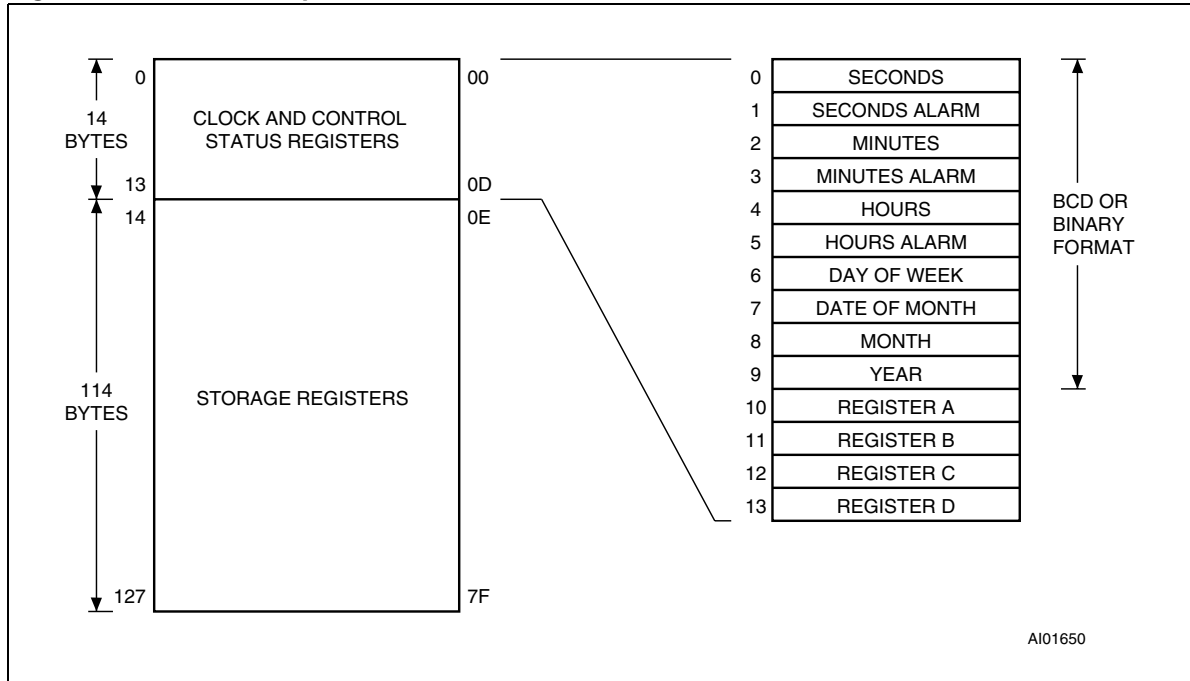 0
00
14
BYTES
CLOCK AND CONTROL
STATUS REGISTERS
13
0D
14
0E
114
BYTES
STORAGE REGISTERS
127
7F
0 SECONDS
1 SECONDS ALARM
2 MINUTES
3 MINUTES ALARM
4 HOURS
5 HOURS ALARM
6 DAY OF WEEK
7 DATE OF MONTH
8 MONTH
9 YEAR
10 REGISTER A
11 REGISTER B
12 REGISTER C
13 REGISTER D
BCD OR
BINARY
FORMAT
AI01650